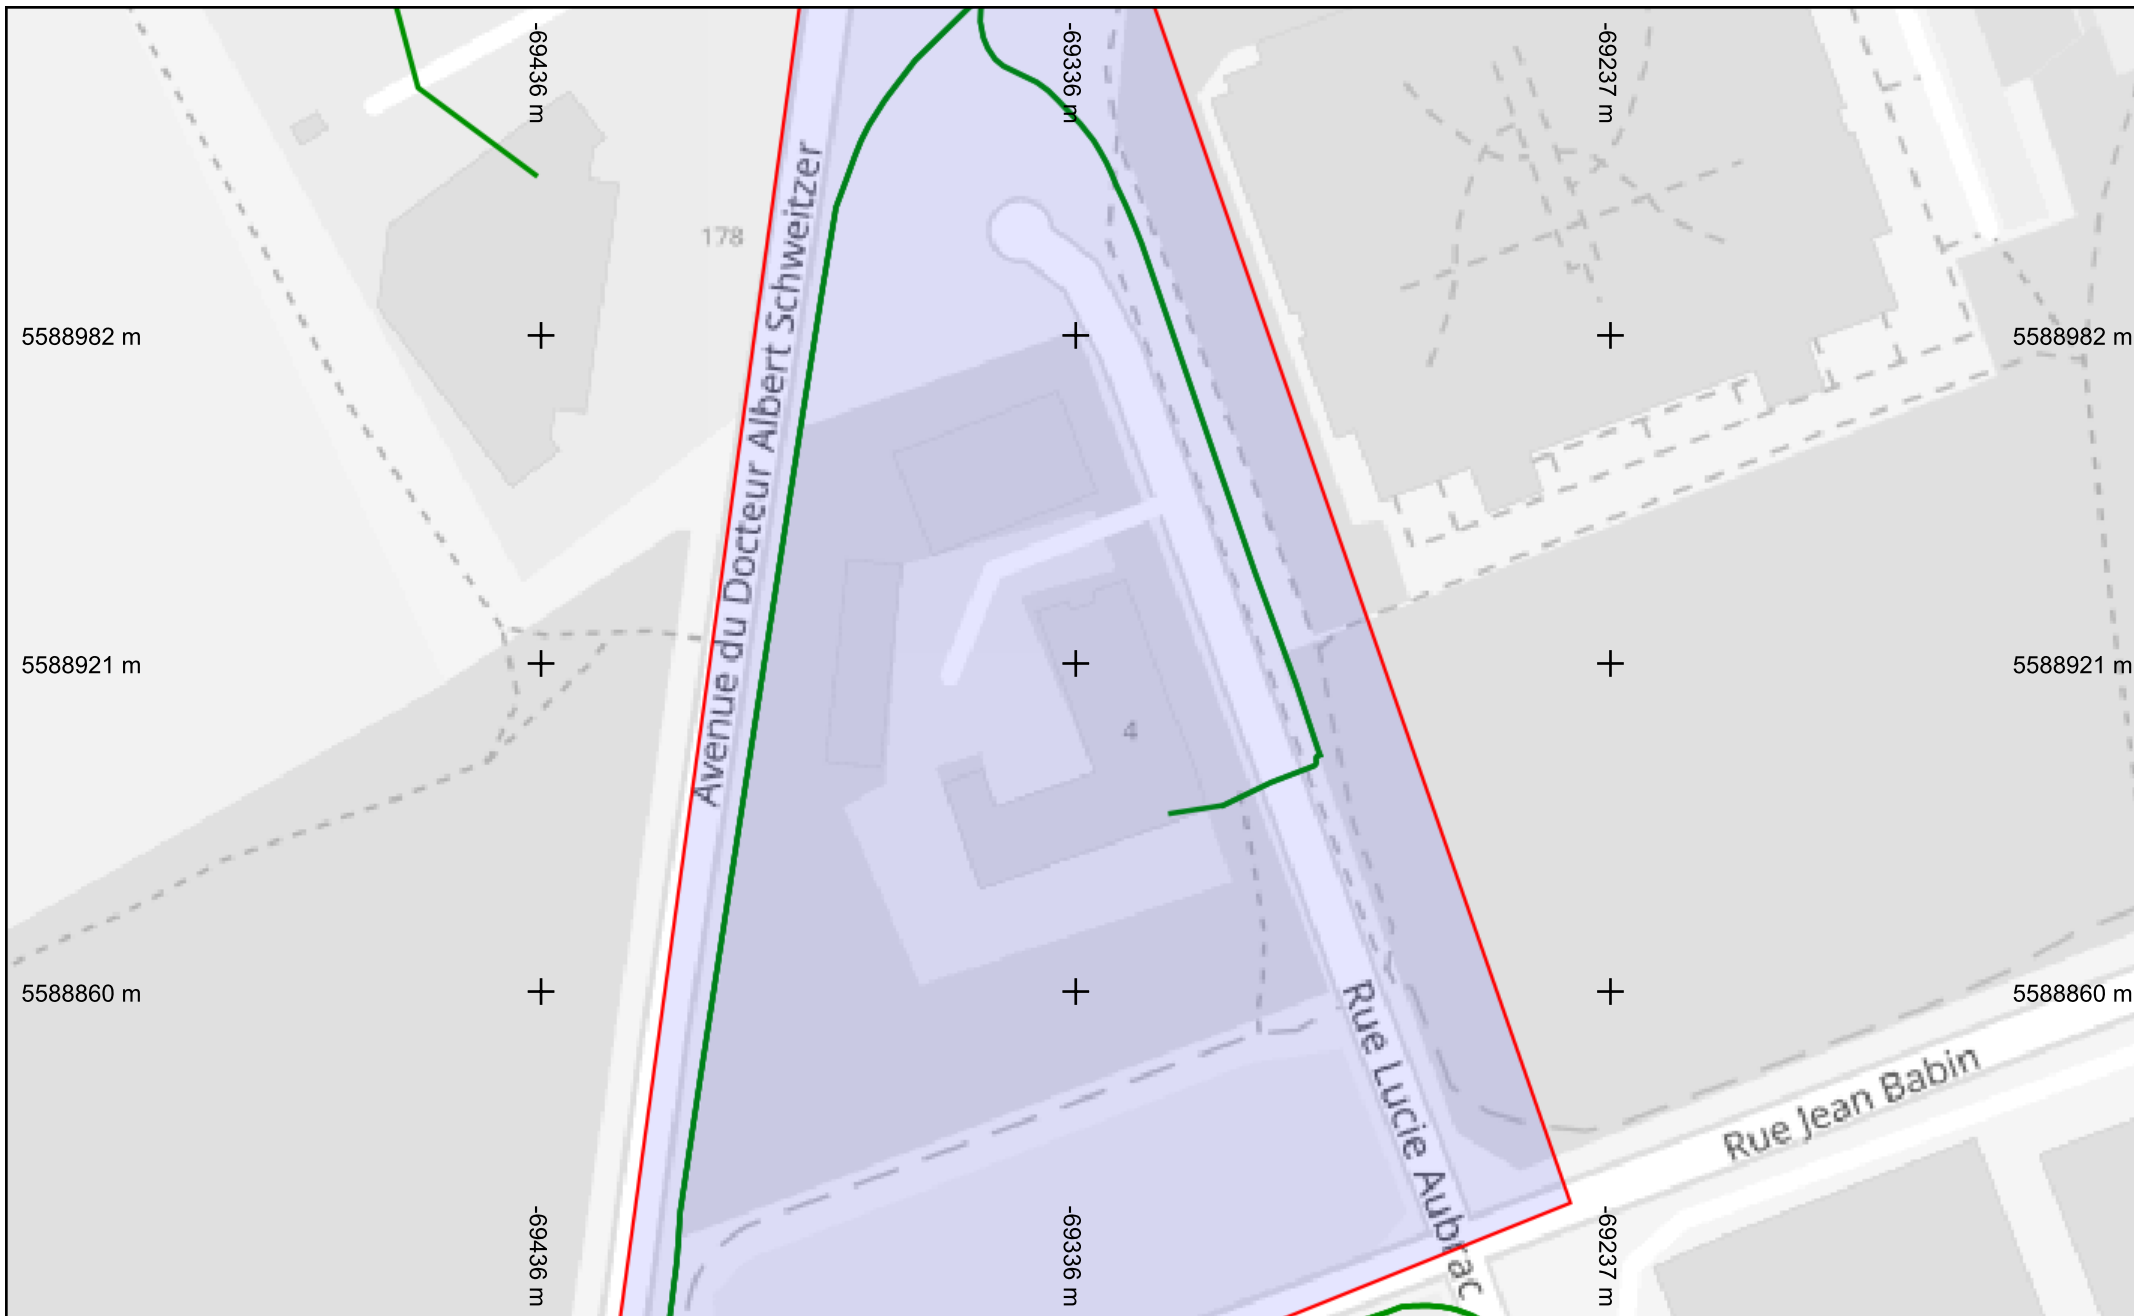 -69436 m
-69336 m
-69237 m
178
Avenue du Docteur Albert Schweitzer
5588982 m
5588982 m
5588921 m
5588921 m
4
5588860 m
5588860 m
Rue Lucie Aubrac
Rue Jean Babin
-69436 m
-69336 m
-69237 m